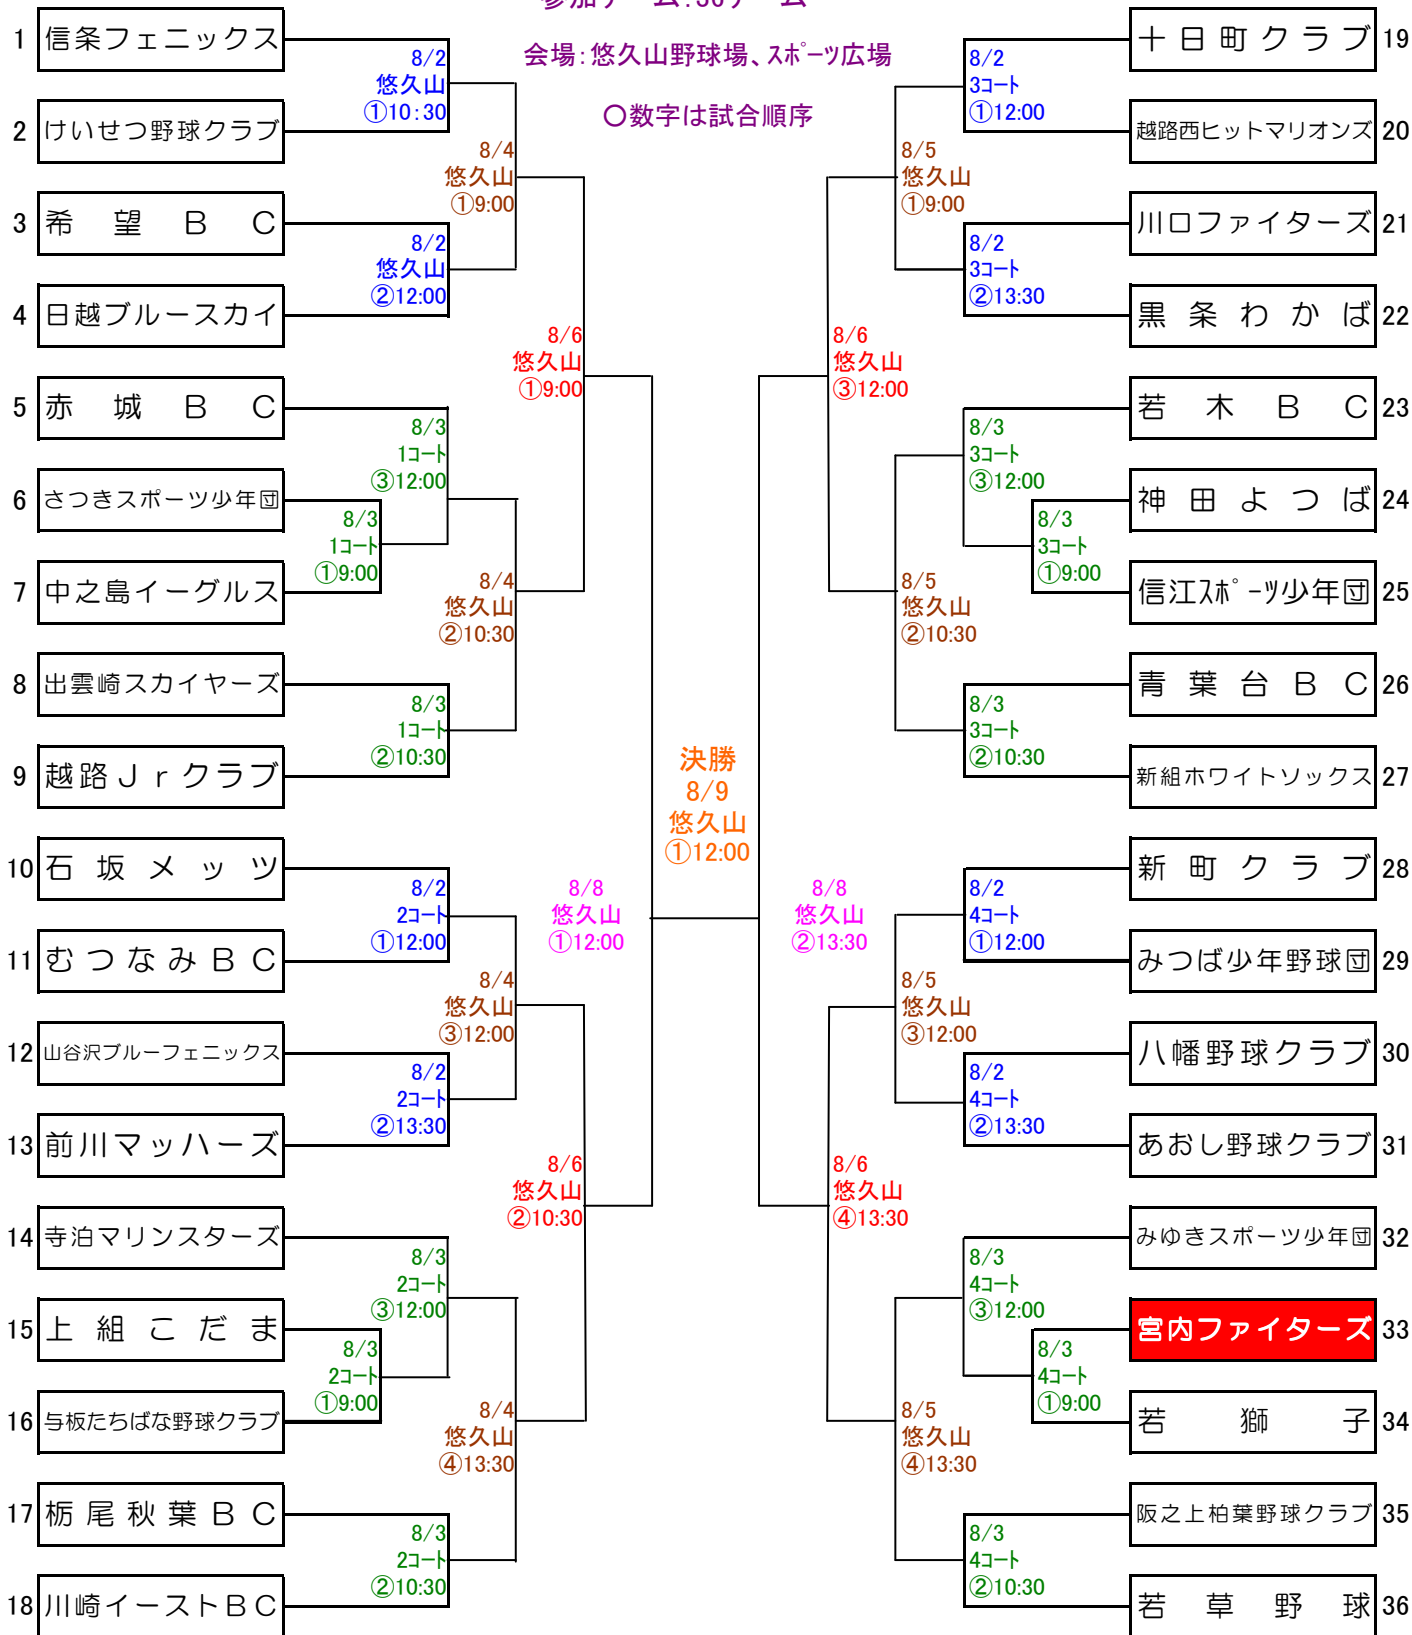 参加チーム:36チーム
会場:悠久山野球場、スポーツ広場
〇数字は試合順序
1 信条フェニックス
8/2
悠久山
①10:30
2 けいせつ野球クラブ
8/4
悠久山
①9:00
3 希望BC
8/2
悠久山
②12:00
4 日越ブルースカイ
8/6
悠久山
①9:00
5 赤城BC
8/3
1コート
③12:00
6 さつきスポーツ少年団
8/3
1コート
①9:00
7 中之島イーグルス
8/4
悠久山
②10:30
8 出雲崎スカイヤーズ
8/3
1コート
②10:30
9 越路Jrクラブ
10 石坂メッツ
8/2
2コート
①12:00
11 むつなみBC
8/4
悠久山
③12:00
12 山谷沢ブルーフェニックス
8/2
2コート
②13:30
13 前川マッハーズ
8/6
悠久山
②10:30
14 寺泊マリンスターズ
8/3
2コート
③12:00
15 上組こだま
8/3
2コート
①9:00
16 与板たちばな野球クラブ
8/4
悠久山
④13:30
17 栃尾秋葉BC
8/3
2コート
②10:30
18 川崎イーストBC
8/8
悠久山
①12:00
決勝
8/9
悠久山
①12:00
8/8
悠久山
②13:30
十日町クラブ 19
8/2
3コート
①12:00
越路西ヒットマリオンズ 20
8/5
悠久山
①9:00
川口ファイターズ 21
8/2
3コート
②13:30
黒条わかば 22
8/6
悠久山
③12:00
若木BC 23
8/3
3コート
③12:00
神田よつば 24
8/3
3コート
①9:00
信江スポーツ少年団 25
8/5
悠久山
②10:30
青葉台BC 26
8/3
3コート
②10:30
新組ホワイトソックス 27
新町クラブ 28
8/2
4コート
①12:00
みつば少年野球団 29
8/5
悠久山
③12:00
八幡野球クラブ 30
8/2
4コート
②13:30
あおし野球クラブ 31
8/6
悠久山
④13:30
みゆきスポーツ少年団 32
8/3
4コート
③12:00
宮内ファイターズ 33
8/3
4コート
①9:00
若獅子 34
8/5
悠久山
④13:30
阪之上柏葉野球クラブ 35
8/3
4コート
②10:30
若草野球 36